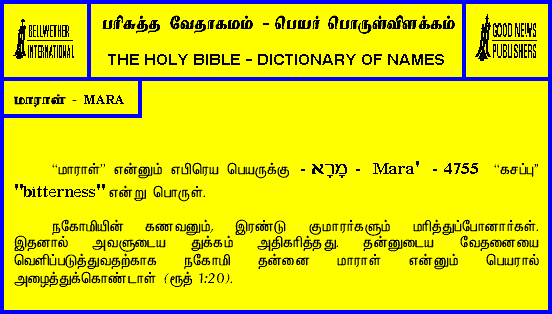 BELLWETHER
INTERNATIONAL
பரிசுத்த வேதாகமம் - பெயர் பொருள்விளக்கம்
THE HOLY BIBLE - DICTIONARY OF NAMES
GOOD NEWS
PUBLISHERS
மாராள் - MARA
“மாராள்” என்னும் எபிரெய பெயருக்கு - מָרָא - Mara' - 4755 “கசப்பு”
"bitterness" என்று பொருள்.
நகோமியின் கணவனும், இரண்டு குமாரர்களும் மரித்துப்போனார்கள்.
இதனால் அவளுடைய துக்கம் அதிகரித்தது. தன்னுடைய வேதனையை
வெளிப்படுத்துவதற்காக நகோமி தன்னை மாராள் என்னும் பெயரால்
அழைத்துக்கொண்டாள் (ரூத் 1:20).